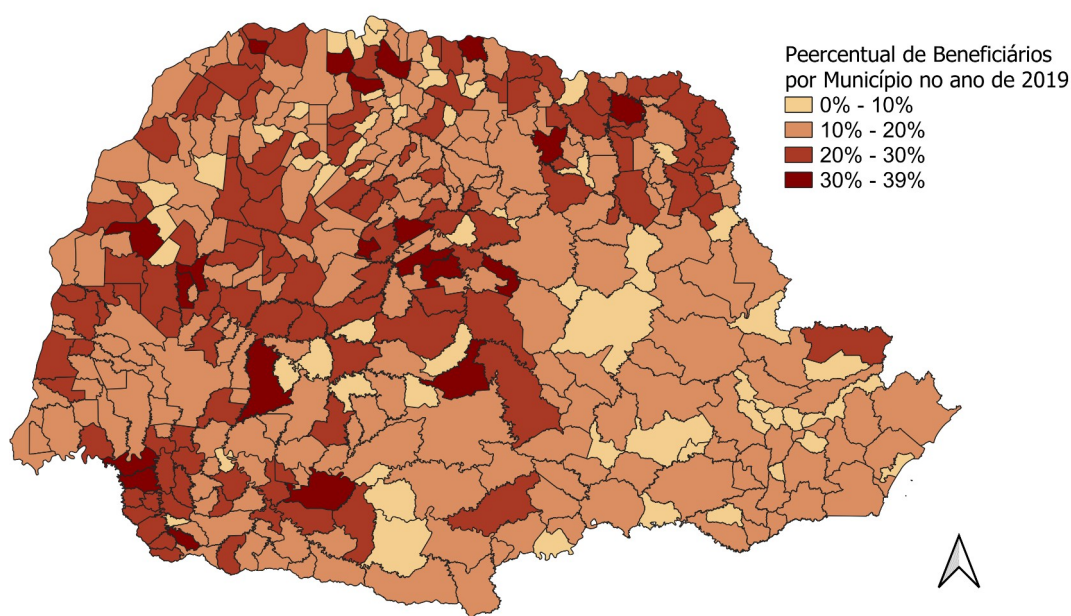 Peercentual de Beneficiários
por Município no ano de 2019
0% - 10%
10% - 20%
20% - 30%
30% - 39%